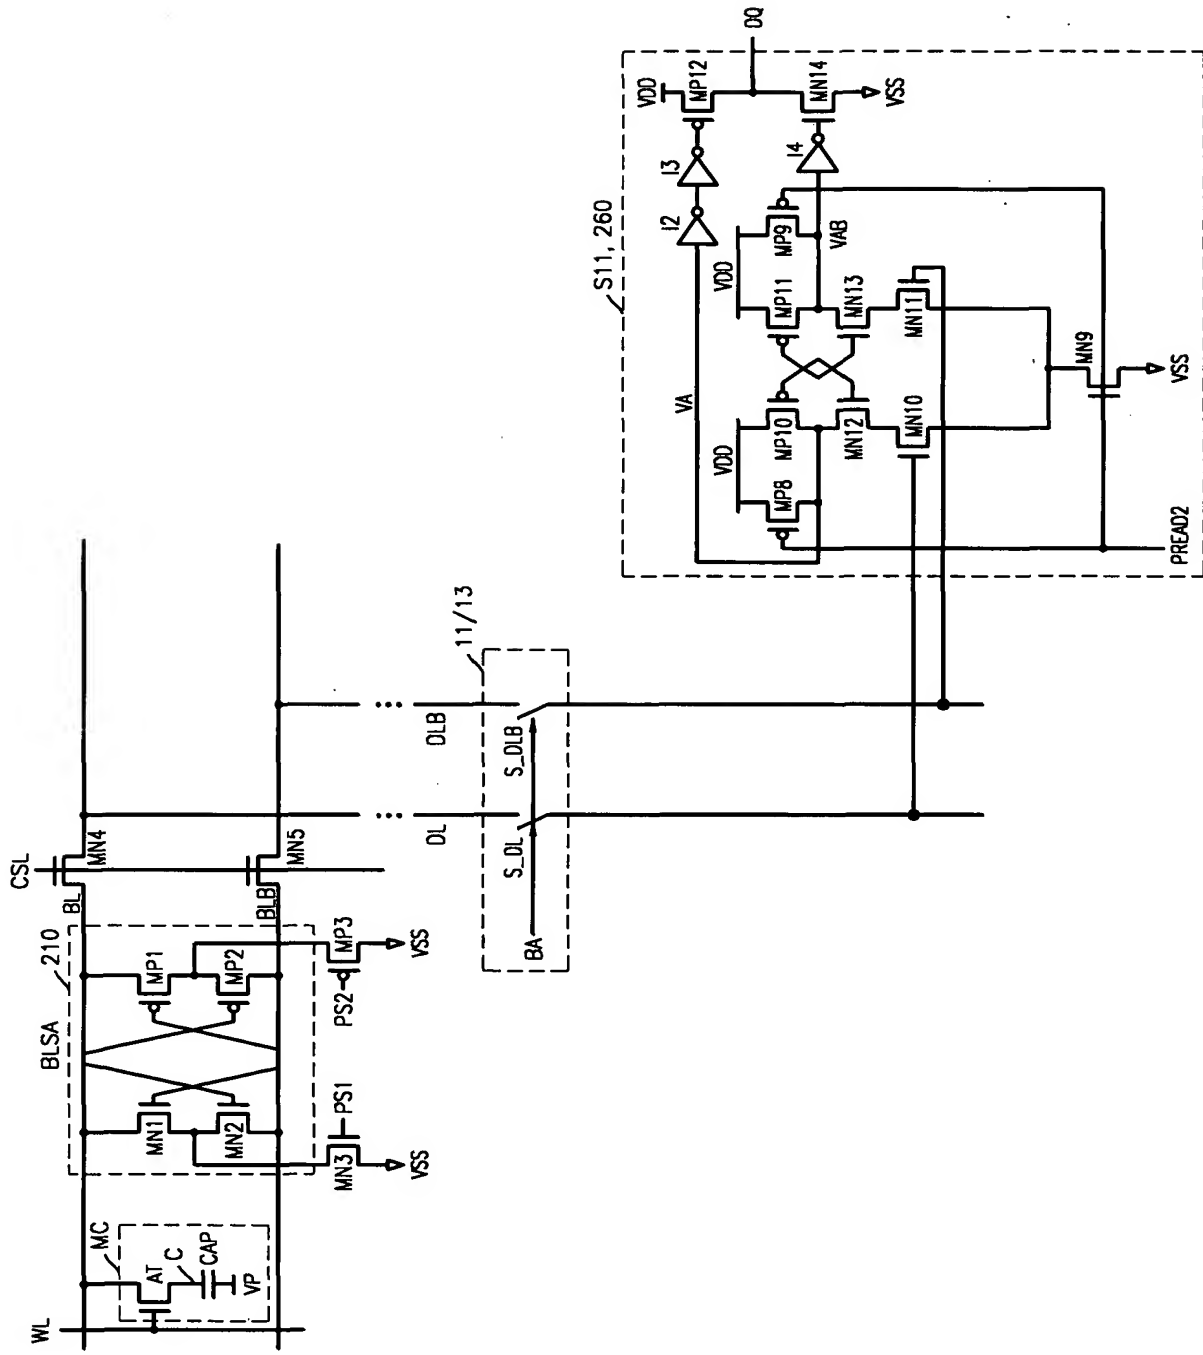 WL
MC
AT
C
CAP
VP
BLSA
210
MN1
MN2
MP1
MP2
MN3
PS1
VSS
PS2
MP3
VSS
CSL
BL
MN4
BLB
MN5
DL
DLB
11/13
BA
S_DL
S_DLB
S11, 260
PREAD2
VA
VDD
MP8
MP10
MN12
MN10
VDD
MP11
MP9
MN13
MN11
VAB
MN9
VSS
I2
I3
I4
VDD
MP12
DQ
MN14
VSS